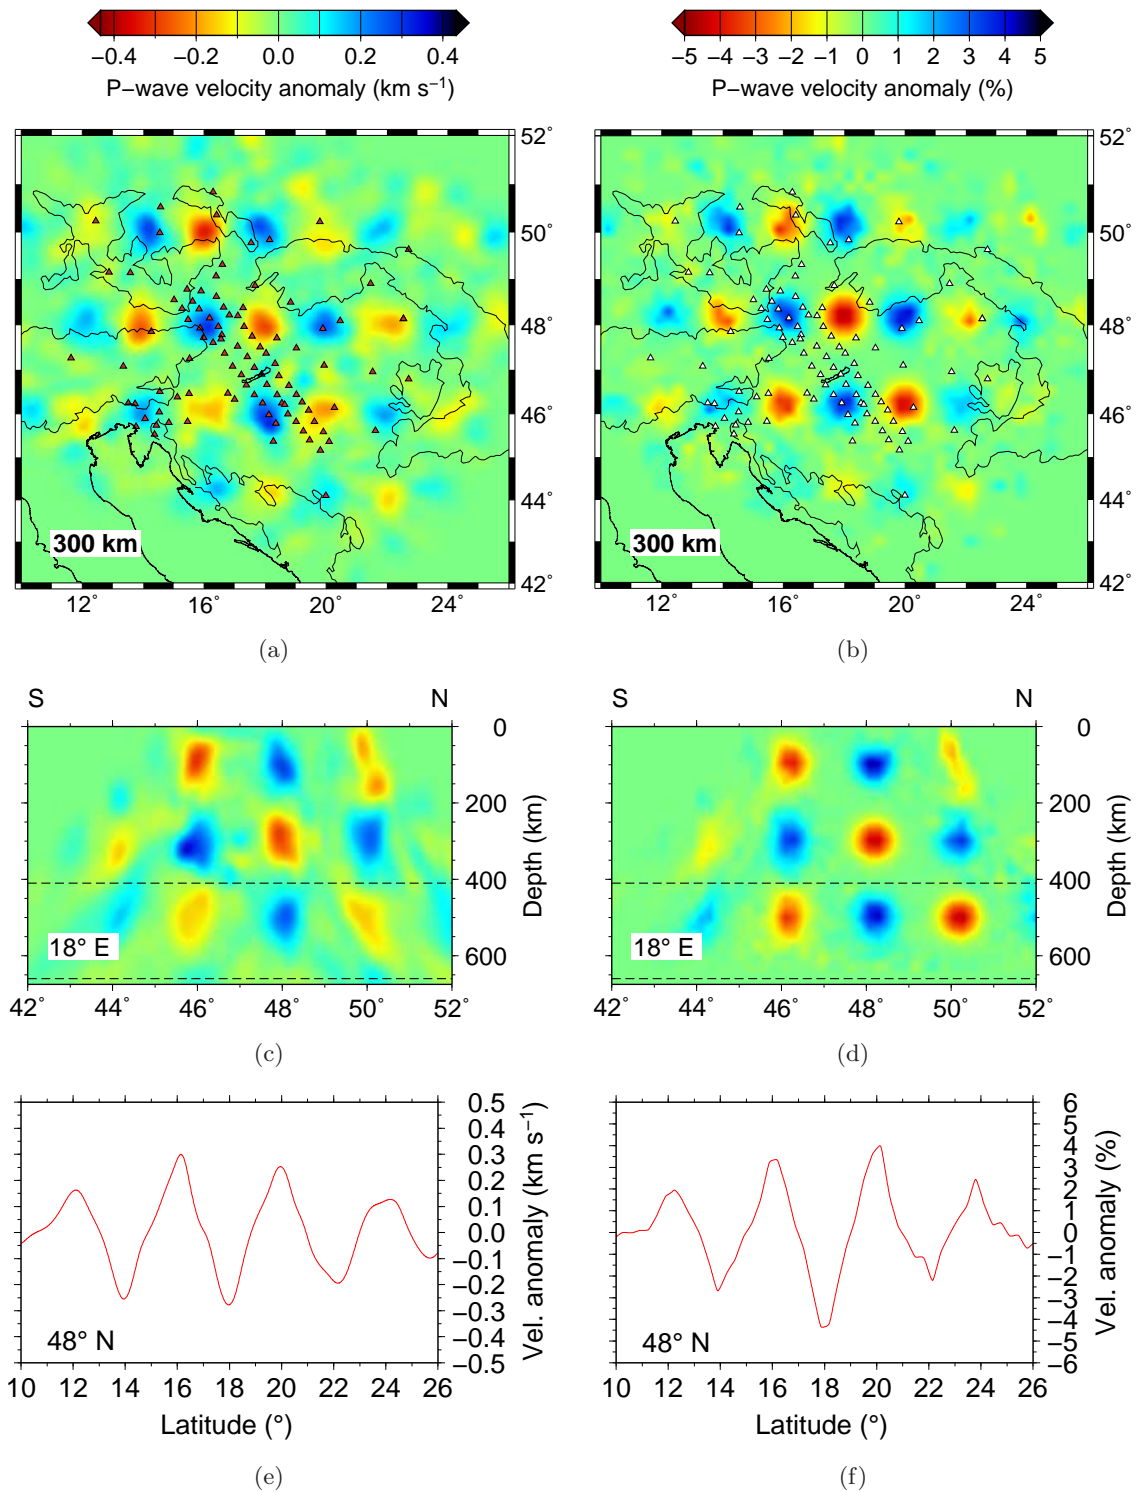 −0.4 −0.2 0.0 0.2 0.4
P−wave velocity anomaly (km s−1)
−5 −4 −3 −2 −1 0 1 2 3 4 5
P−wave velocity anomaly (%)
52˚
50˚
48˚
46˚
44˚
42˚
300 km
12˚ 16˚ 20˚ 24˚
(a)
52˚
50˚
48˚
46˚
44˚
42˚
300 km
12˚ 16˚ 20˚ 24˚
(b)
S N
0
200
400
600
Depth (km)
18° E
42˚ 44 46 48 50˚ 52˚
(c)
S N
0
200
400
600
Depth (km)
18° E
42˚ 44 46 48 50˚ 52˚
(d)
0.5
0.4
0.3
0.2
0.1
0.0
−0.1
−0.2
−0.3
−0.4
−0.5
Vel. anomaly (km s−1)
48° N
10 12 14 16 18 20 22 24 26
Latitude (°)
(e)
6
5
4
3
2
1
0
−1
−2
−3
−4
−5
−6
Vel. anomaly (%)
48° N
10 12 14 16 18 20 22 24 26
Latitude (°)
(f)